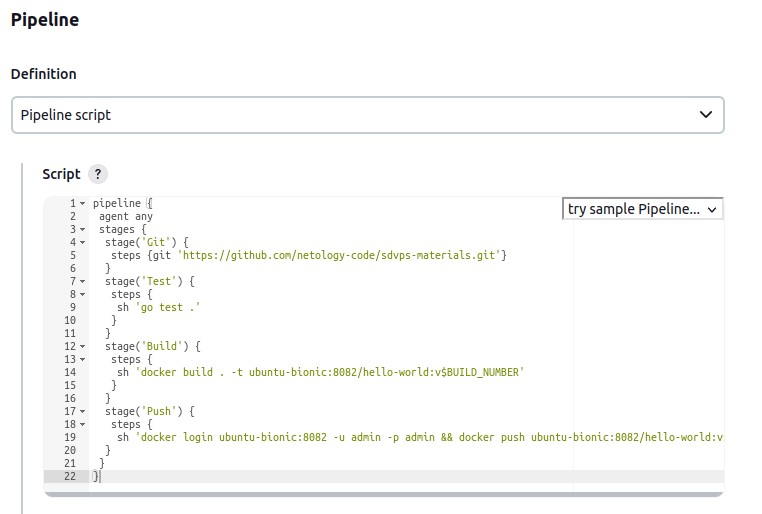 Pipeline
Definition
Pipeline script
Script ?
try sample Pipeline...
1 pipeline {
2 agent any
3 stages {
4 stage('Git') {
5 steps {git 'https://github.com/netology-code/sdvps-materials.git'}
6 }
7 stage('Test') {
8 steps {
9 sh 'go test .'
10 }
11 }
12 stage('Build') {
13 steps {
14 sh 'docker build . -t ubuntu-bionic:8082/hello-world:v$BUILD_NUMBER'
15 }
16 }
17 stage('Push') {
18 steps {
19 sh 'docker login ubuntu-bionic:8082 -u admin -p admin && docker push ubuntu-bionic:8082/hello-world:v
20 }
21 }
22 }